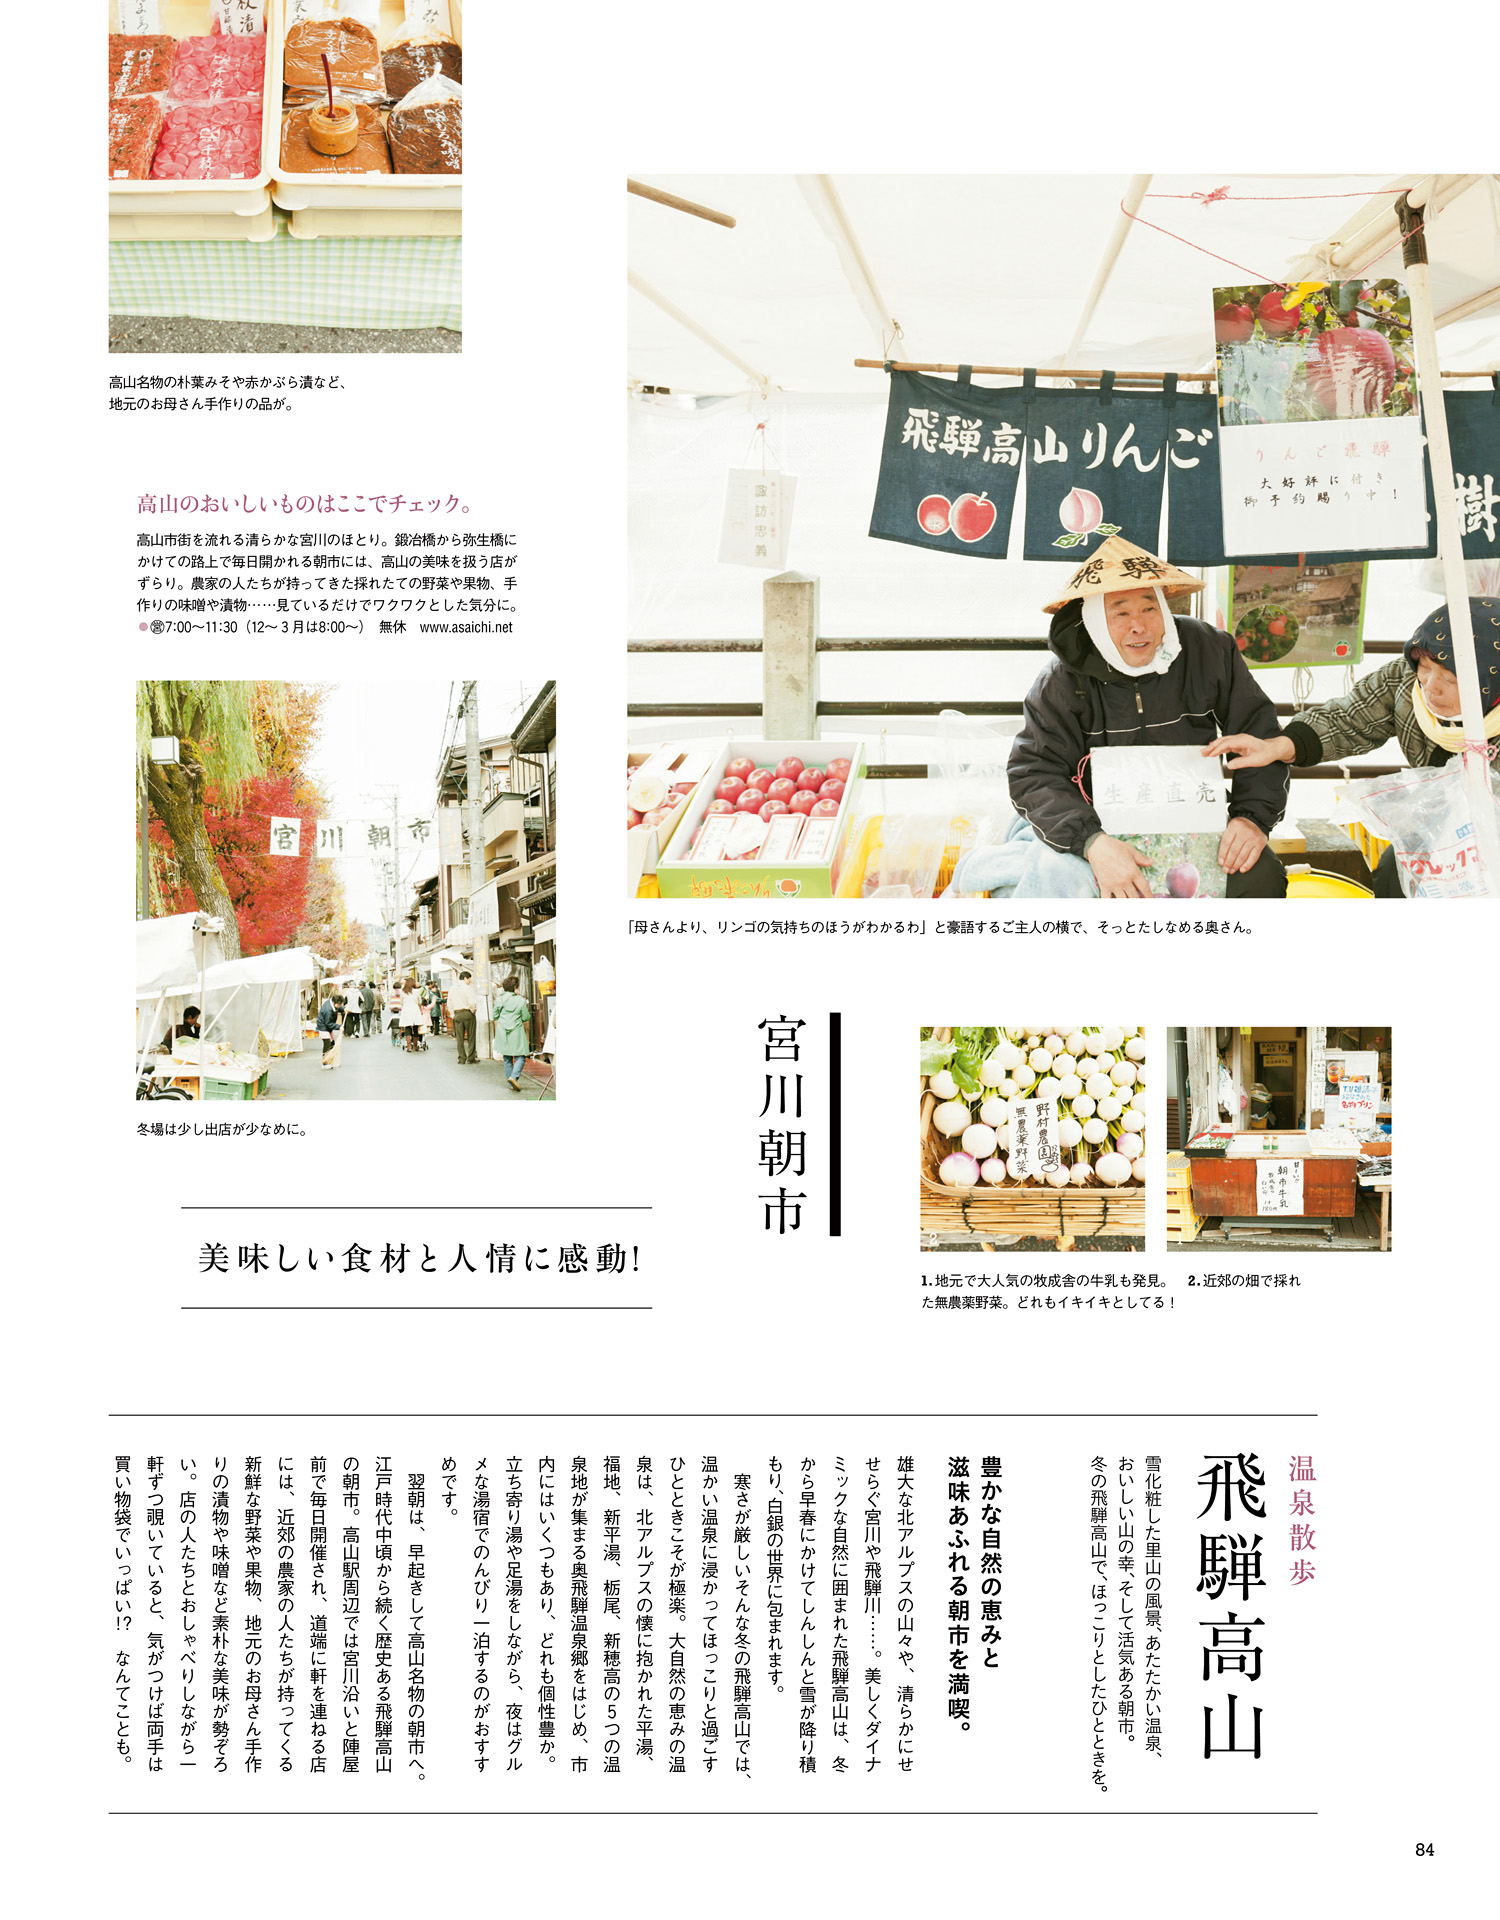 高山名物の朴葉みそや赤かぶら漬など、
地元のお母さん手作りの品が。
高山のおいしいものはここでチェック。
高山市街を流れる清らかな宮川のほとり。鍛冶橋から弥生橋に
かけての路上で毎日開かれる朝市には、高山の美味を扱う店が
ずらり。農家の人たちが持ってきた採れたての野菜や果物、手
作りの味噌や漬物……見ているだけでワクワクとした気分に。
●㊠7:00〜11:30（12〜３月は8:00〜）　無休　www.asaichi.net
宮川朝市
冬場は少し出店が少なめに。
飛騨高山りんご
りんご飛騨
大好評に付き
御予約賜り中！
樹
諏訪忠義
飛騨
生産直売
「母さんより、リンゴの気持ちのほうがわかるわ」と豪語するご主人の横で、そっとたしなめる奥さん。
宮川朝市
野村農園
無農薬野菜
2
朝市牛乳
1
1.地元で大人気の牧成舎の牛乳も発見。　2.近郊の畑で採れ
た無農薬野菜。どれもイキイキとしてる！
美味しい食材と人情に感動!
温泉散歩
飛騨高山
雪化粧した里山の風景、あたたかい温泉、
おいしい山の幸、そして活気ある朝市。
冬の飛騨高山で、ほっこりとしたひとときを。
豊かな自然の恵みと
滋味あふれる朝市を満喫。
雄大な北アルプスの山々や、清らかにせ
せらぐ宮川や飛騨川……。美しくダイナ
ミックな自然に囲まれた飛騨高山は、冬
から早春にかけてしんしんと雪が降り積
もり、白銀の世界に包まれます。
　寒さが厳しいそんな冬の飛騨高山では、
温かい温泉に浸かってほっこりと過ごす
ひとときこそが極楽。大自然の恵みの温
泉は、北アルプスの懐に抱かれた平湯、
福地、新平湯、栃尾、新穂高の５つの温
泉地が集まる奥飛騨温泉郷をはじめ、市
内にはいくつもあり、どれも個性豊か。
立ち寄り湯や足湯をしながら、夜はグル
メな湯宿でのんびり一泊するのがおすす
めです。
　翌朝は、早起きして高山名物の朝市へ。
江戸時代中頃から続く歴史ある飛騨高山
の朝市。高山駅周辺では宮川沿いと陣屋
前で毎日開催され、道端に軒を連ねる店
には、近郊の農家の人たちが持ってくる
新鮮な野菜や果物、地元のお母さん手作
りの漬物や味噌など素朴な美味が勢ぞろ
い。店の人たちとおしゃべりしながら一
軒ずつ覗いていると、気がつけば両手は
買い物袋でいっぱい!?　なんてことも。
84